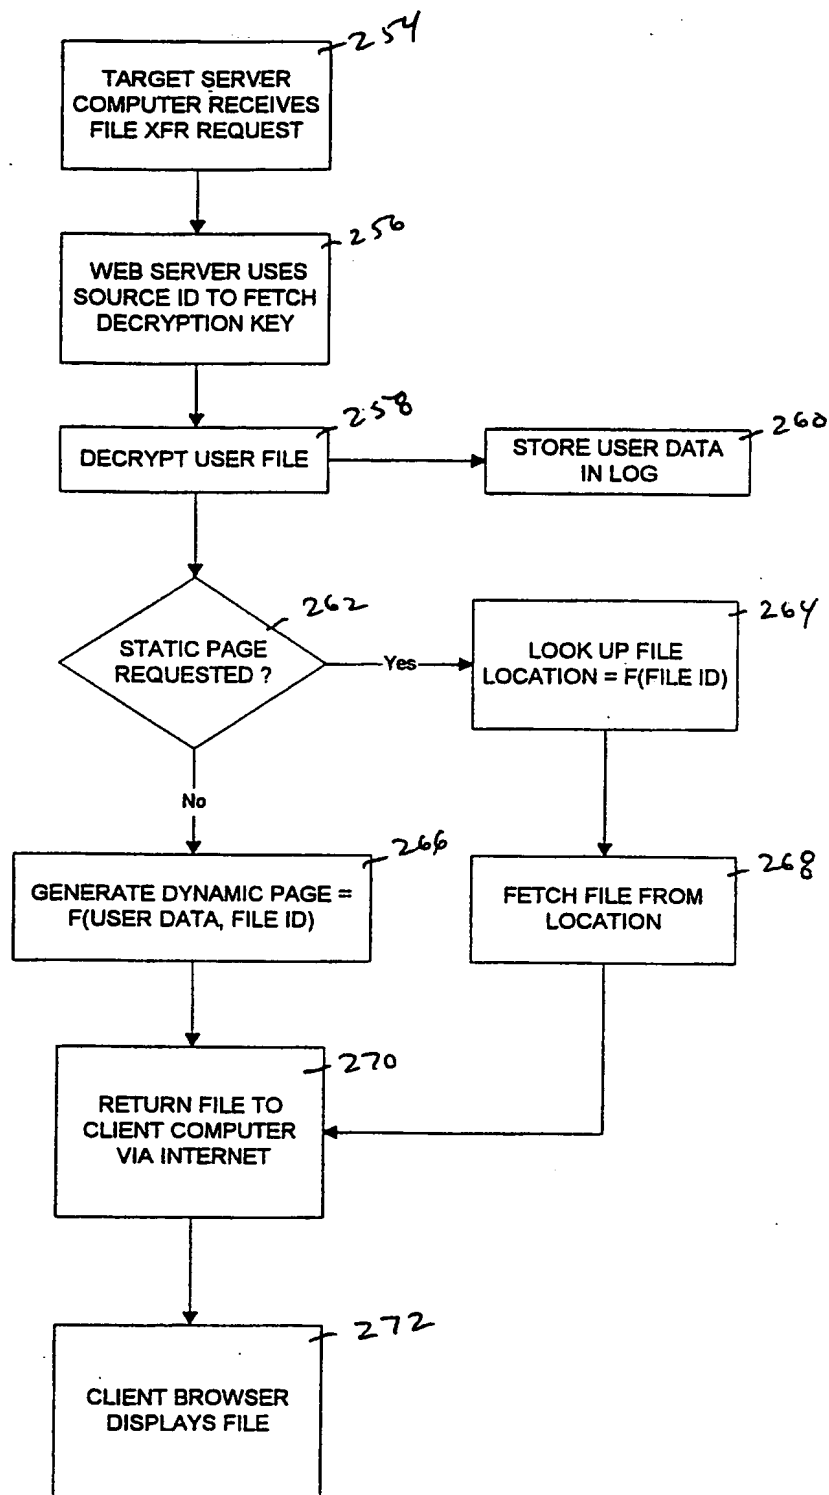 254
TARGET SERVER
COMPUTER RECEIVES
FILE XFR REQUEST
256
WEB SERVER USES
SOURCE ID TO FETCH
DECRYPTION KEY
258
DECRYPT USER FILE
260
STORE USER DATA
IN LOG
262
STATIC PAGE
REQUESTED ?
Yes
264
LOOK UP FILE
LOCATION = F(FILE ID)
No
266
GENERATE DYNAMIC PAGE =
F(USER DATA, FILE ID)
268
FETCH FILE FROM
LOCATION
270
RETURN FILE TO
CLIENT COMPUTER
VIA INTERNET
272
CLIENT BROWSER
DISPLAYS FILE